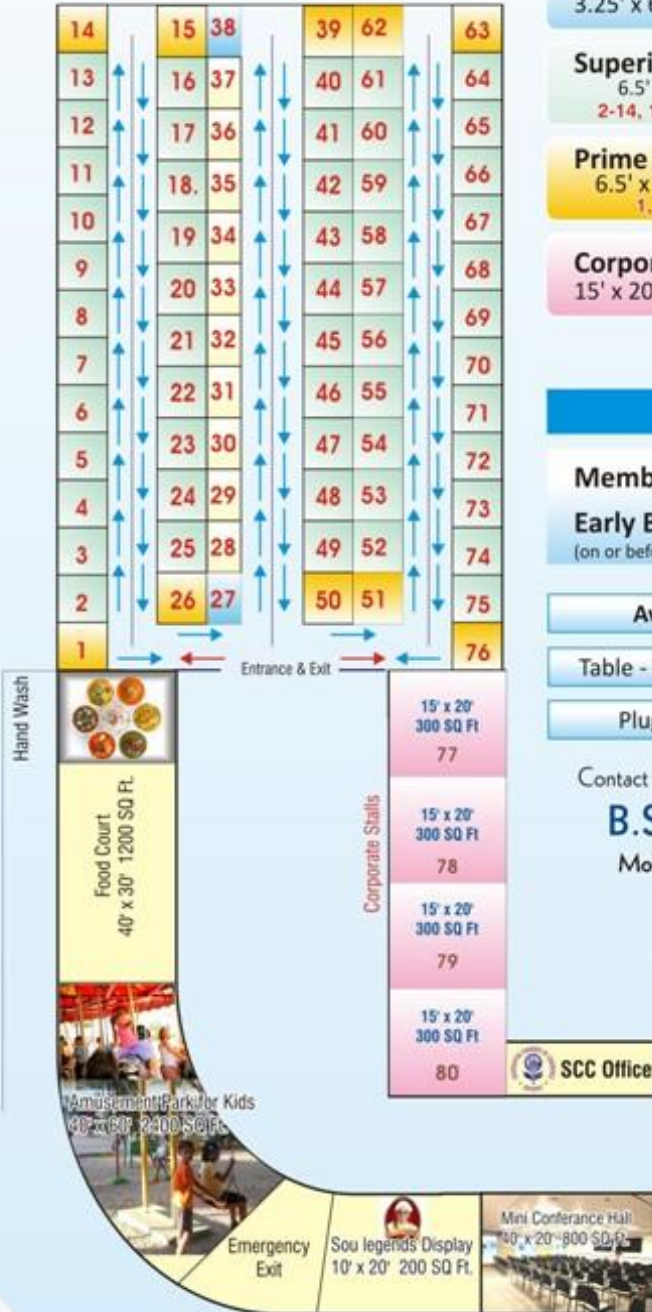 14 15 38 39 62 63
13 16 37 40 61 64
12 17 36 41 60 65
11 18. 35 42 59 66
10 19 34 43 58 67
9 20 33 44 57 68
8 21 32 45 56 69
7 22 31 46 55 70
6 23 30 47 54 71
5 24 29 48 53 72
4 25 28 49 52 73
3 26 27 50 51 74
2 75
1 76
Entrance & Exit
Hand Wash
Food Court
40' x 30' 1200 SQ Ft.
Amusement Park for Kids
40' x 60' 2400 SQ Ft.
Emergency
Exit
Sou legends Display
10' x 20' 200 SQ Ft.
Mini Conferance Hall
40' x 20' 800 SQ Ft.
Corporate Stalls
15' x 20'
300 SQ Ft
77
15' x 20'
300 SQ Ft
78
15' x 20'
300 SQ Ft
79
15' x 20'
300 SQ Ft
80
SCC Office
3.25' x
6.5'
2-14,
Prime
6.5' x
1,
15' x 20
Early
(on or
Table -
Contact
B.S